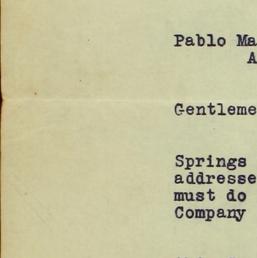 Pablo Ma
A
Gentleme
Springs
addresse
must do
Company